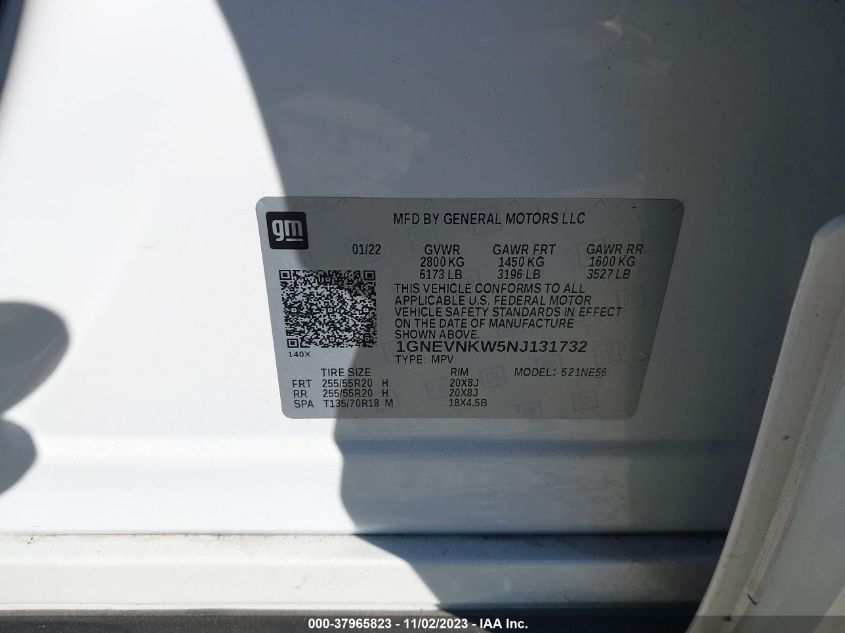 gm
MFD BY GENERAL MOTORS LLC
01/22 GVWR GAWR FRT GAWR RR
2800 KG 1450 KG 1600 KG
6173 LB 3196 LB 3527 LB
THIS VEHICLE CONFORMS TO ALL
APPLICABLE U.S. FEDERAL MOTOR
VEHICLE SAFETY STANDARDS IN EFFECT
ON THE DATE OF MANUFACTURE
SHOWN ABOVE.
140X
1GNEVNKW5NJ131732
TYPE: MPV
TIRE SIZE RIM MODEL: 521NE56
FRT 255/55R20 H 20X8J
RR 255/55R20 H 20X8J
SPA T135/70R18 M 18X4.5B
000-37965823 - 11/02/2023 - IAA Inc.